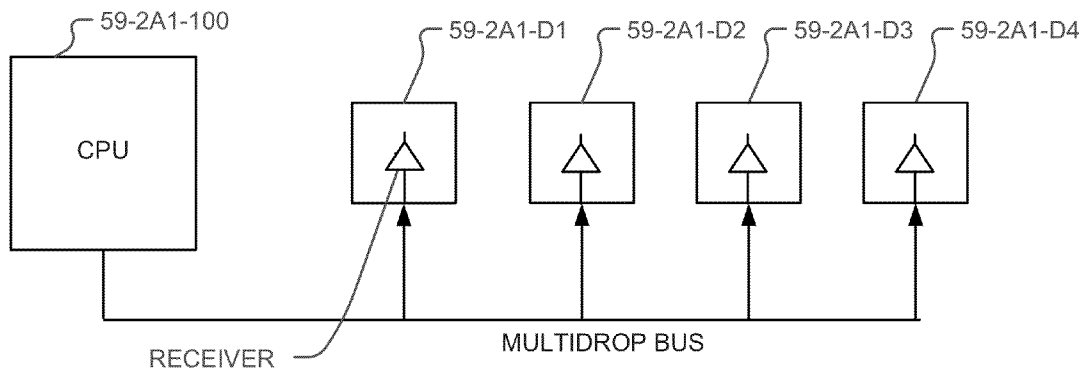 59-2A1-100
59-2A1-D1
59-2A1-D2
59-2A1-D3
59-2A1-D4
CPU
MULTIDROP BUS
RECEIVER